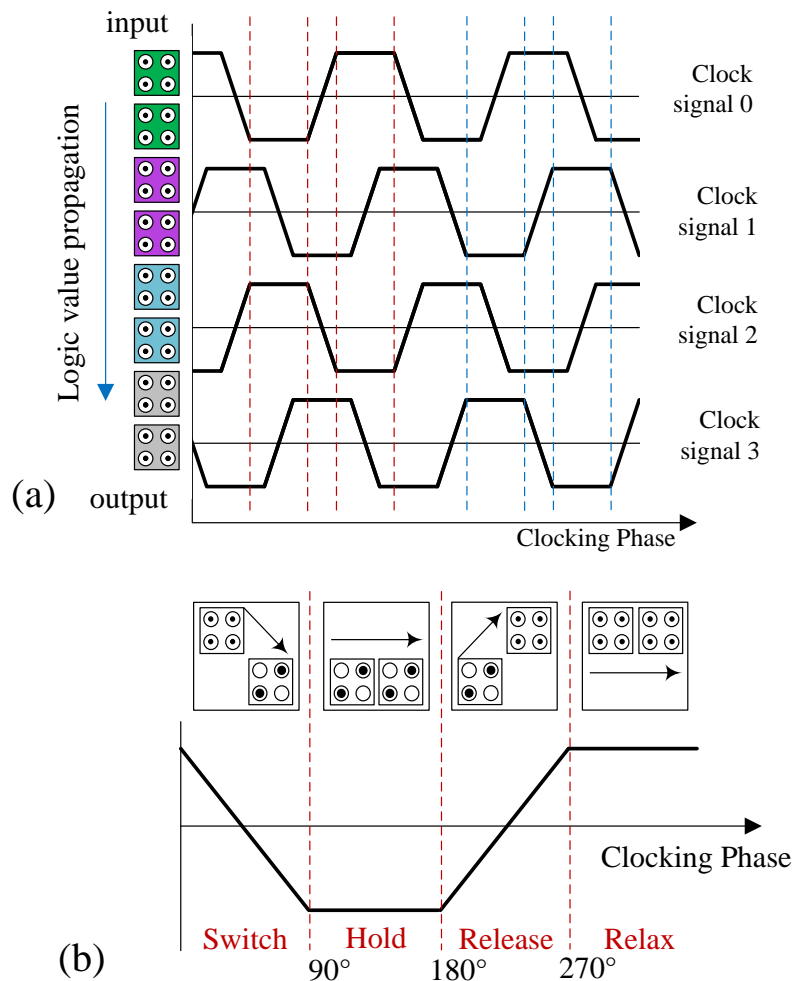 input
Logic value propagation
output
Clock
signal 0
Clock
signal 1
Clock
signal 2
Clock
signal 3
(a)
Clocking Phase
Clocking Phase
Switch
Hold
Release
Relax
(b)
90°
180°
270°